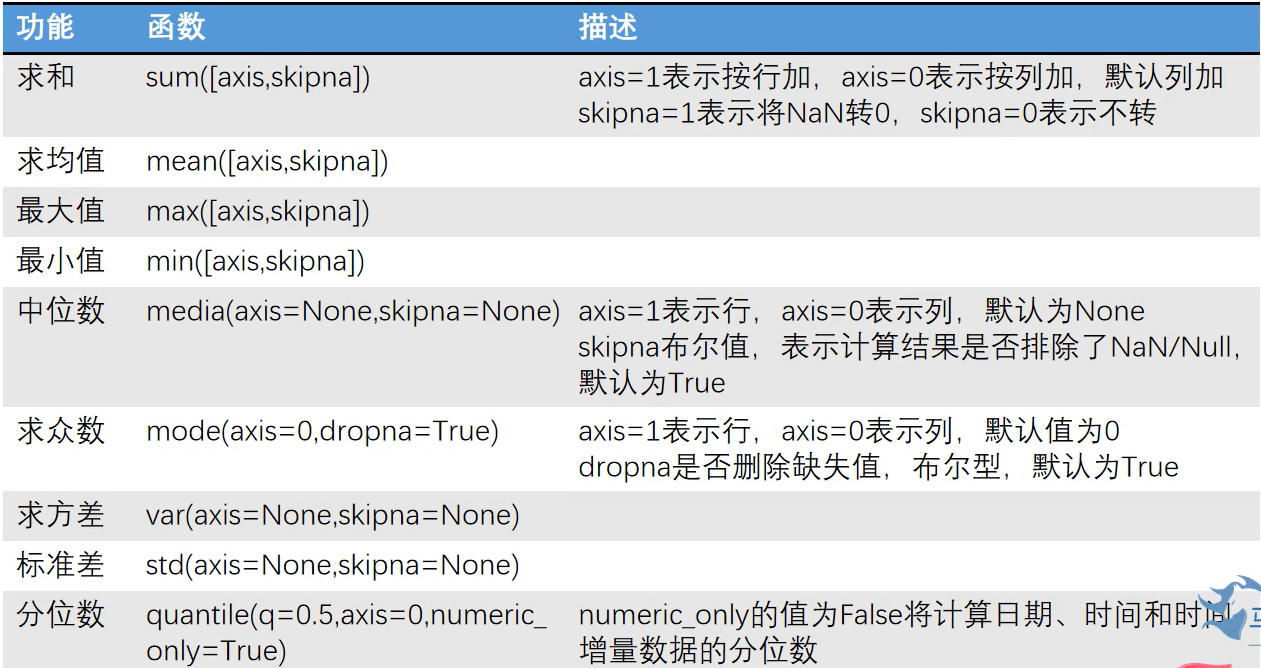 功能 函数 描述
求和 sum([axis,skipna]) axis=1表示按行加，axis=0表示按列加，默认列加
skipna=1表示将NaN转0，skipna=0表示不转
求均值 mean([axis,skipna])
最大值 max([axis,skipna])
最小值 min([axis,skipna])
中位数 media(axis=None,skipna=None) axis=1表示行，axis=0表示列，默认为None
skipna布尔值，表示计算结果是否排除了NaN/Null，
默认为True
求众数 mode(axis=0,dropna=True) axis=1表示行，axis=0表示列，默认值为0
dropna是否删除缺失值，布尔型，默认为True
求方差 var(axis=None,skipna=None)
标准差 std(axis=None,skipna=None)
分位数 quantile(q=0.5,axis=0,numeric_ numeric_only的值为False将计算日期、时间和时间
only=True) 增量数据的分位数